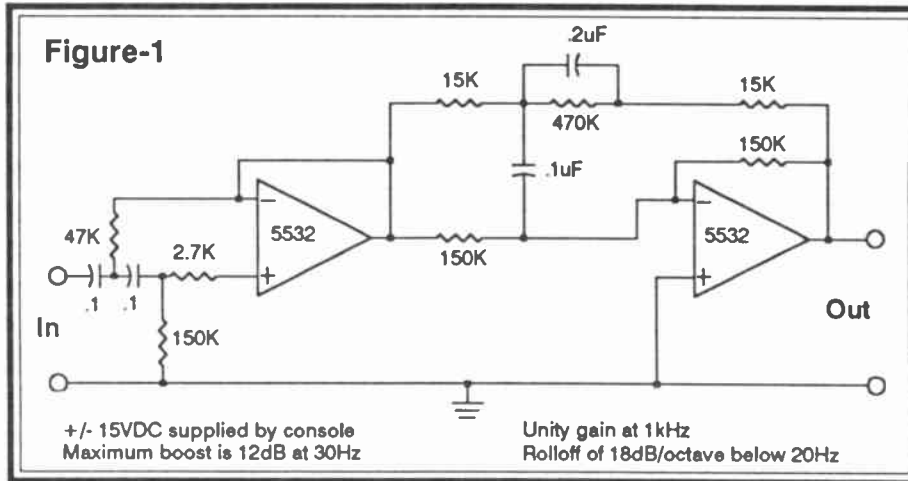 Figure-1
.2uF
15K
470K
15K
150K
.1uF
-
5532
47K
2.7K
+
150K
-
5532
+
.1
.1
In
150K
Out
+/- 15VDC supplied by console
Maximum boost is 12dB at 30Hz
Unity gain at 1kHz
Rolloff of 18dB/octave below 20Hz